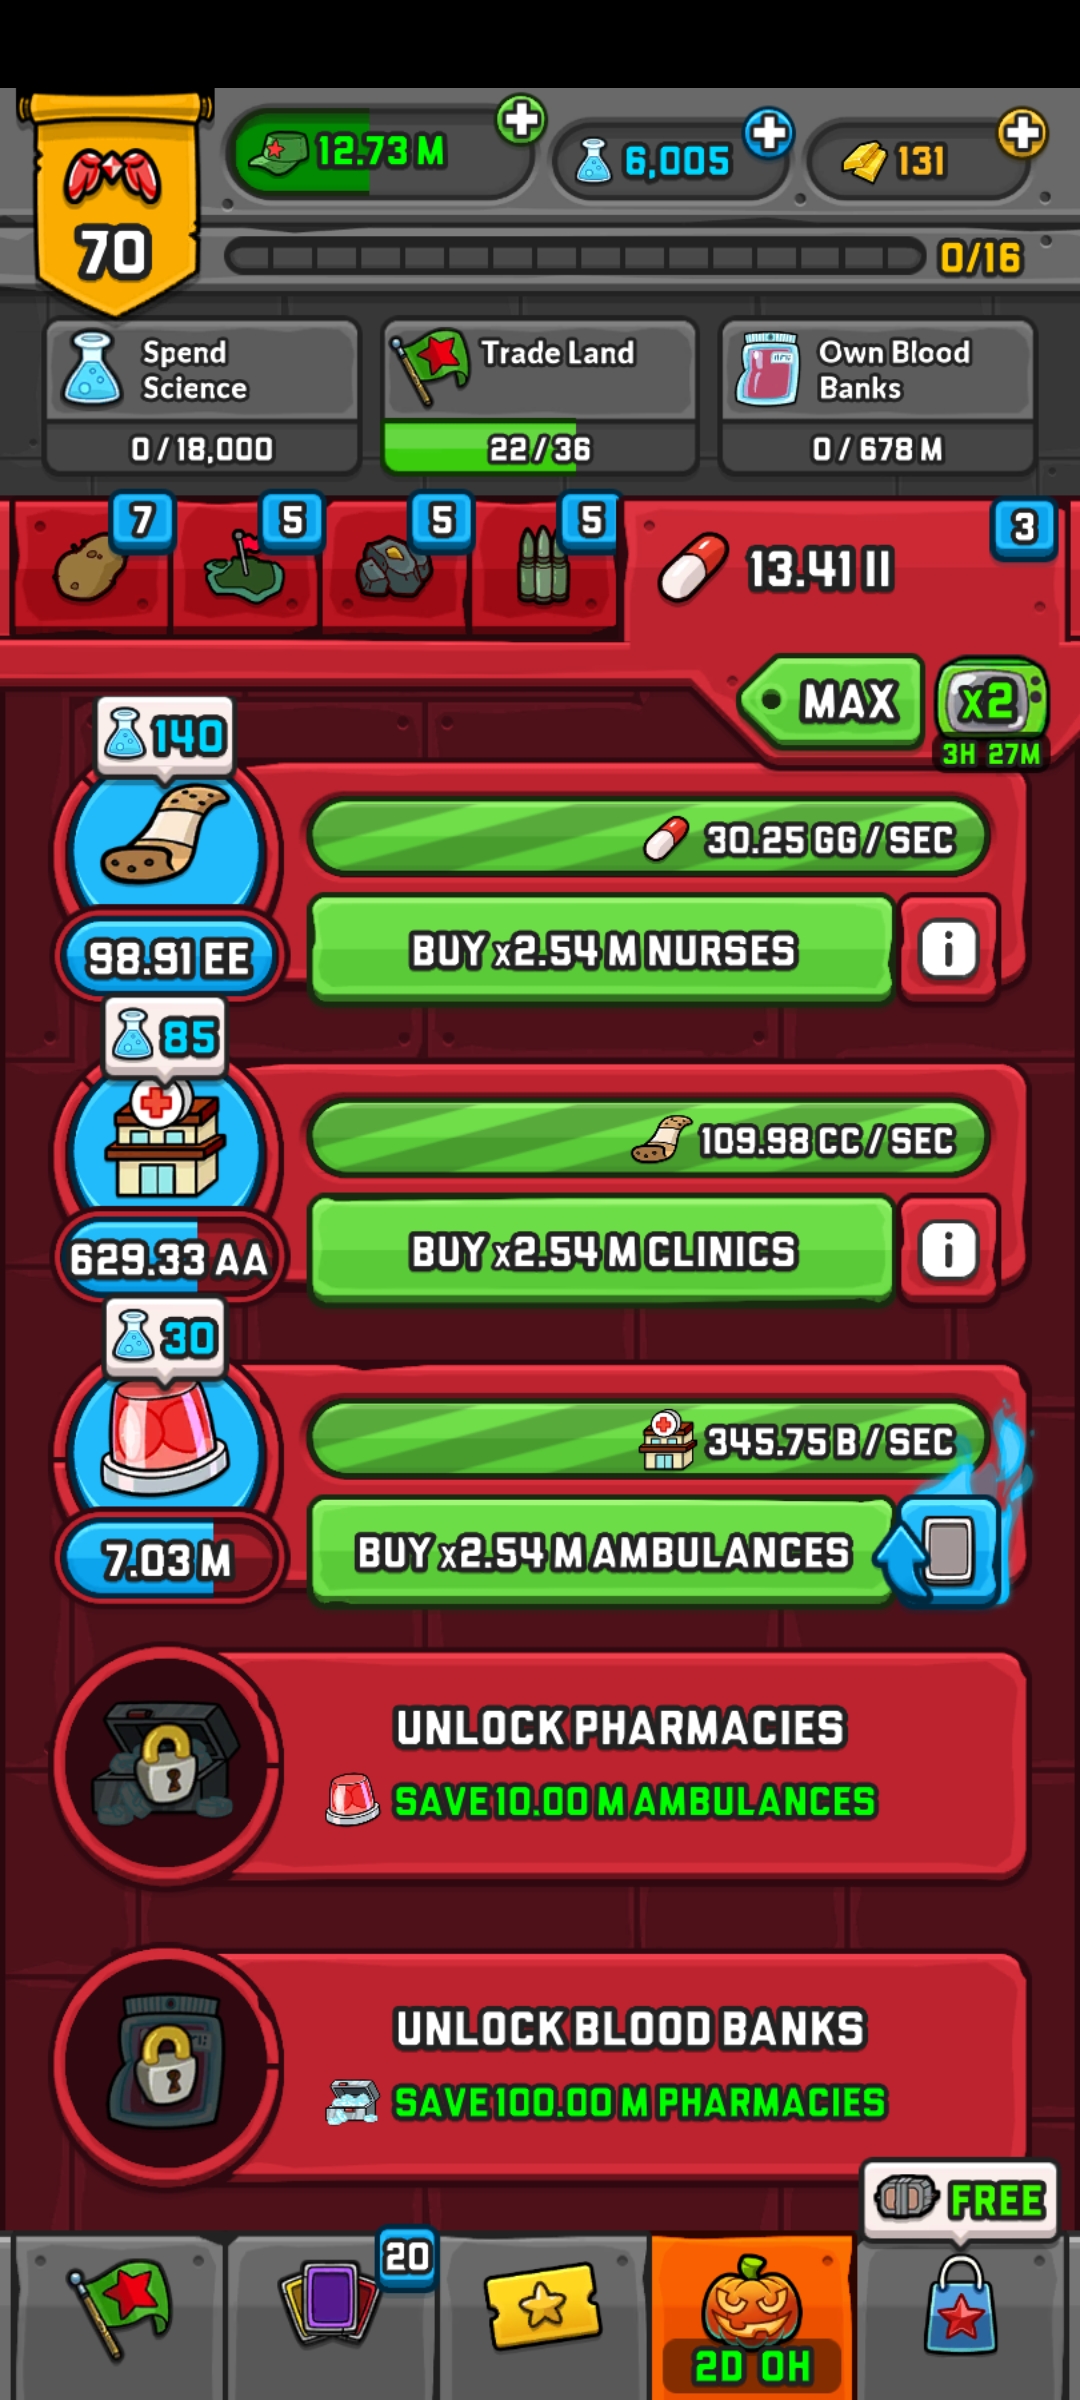 70
12.73 M
6,005
131
0/16
Spend
Science
0 / 18,000
Trade Land
22 / 36
Own Blood
Banks
0 / 678 M
7
5
5
5
3
13.41 II
MAX
x2
3H 27M
140
30.25 GG / SEC
98.91 EE
BUY x2.54 M NURSES
i
85
109.98 CC / SEC
629.33 AA
BUY x2.54 M CLINICS
i
30
345.75 B / SEC
7.03 M
BUY x2.54 M AMBULANCES
UNLOCK PHARMACIES
SAVE 10.00 M AMBULANCES
UNLOCK BLOOD BANKS
SAVE 100.00 M PHARMACIES
FREE
20
2D 0H